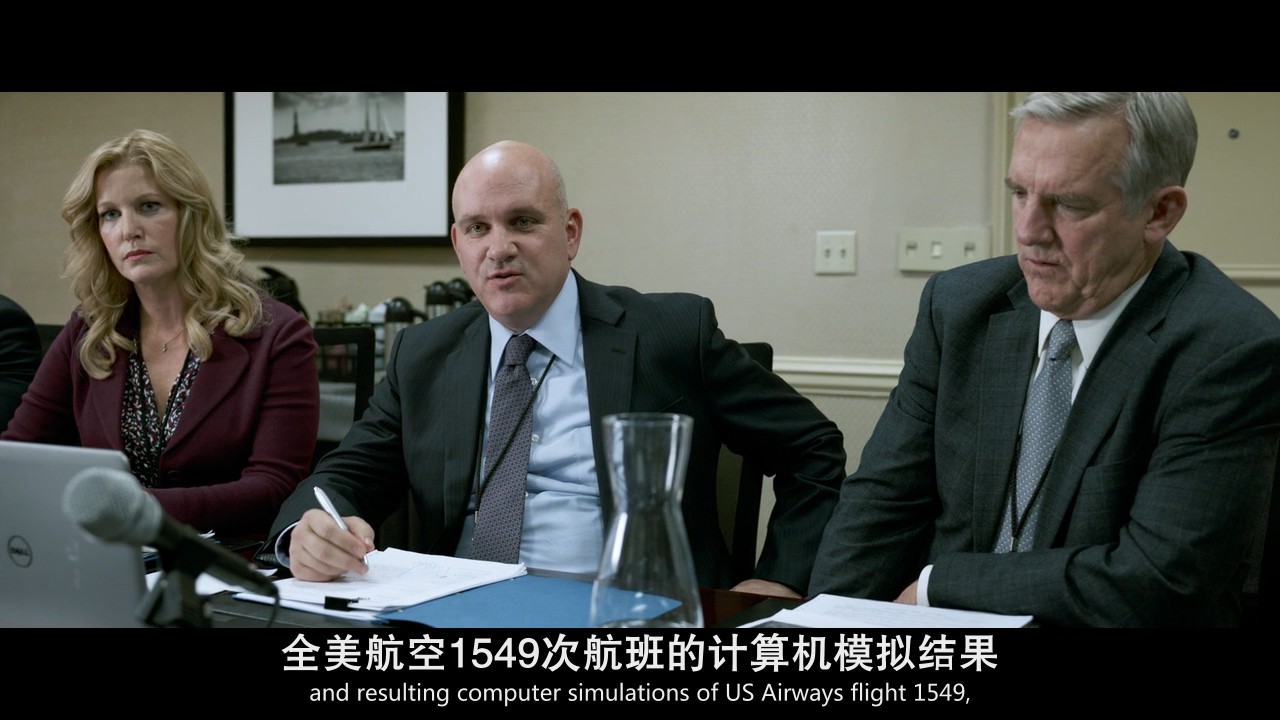 DELL
全美航空1549次航班的计算机模拟结果
and resulting computer simulations of US Airways flight 1549,